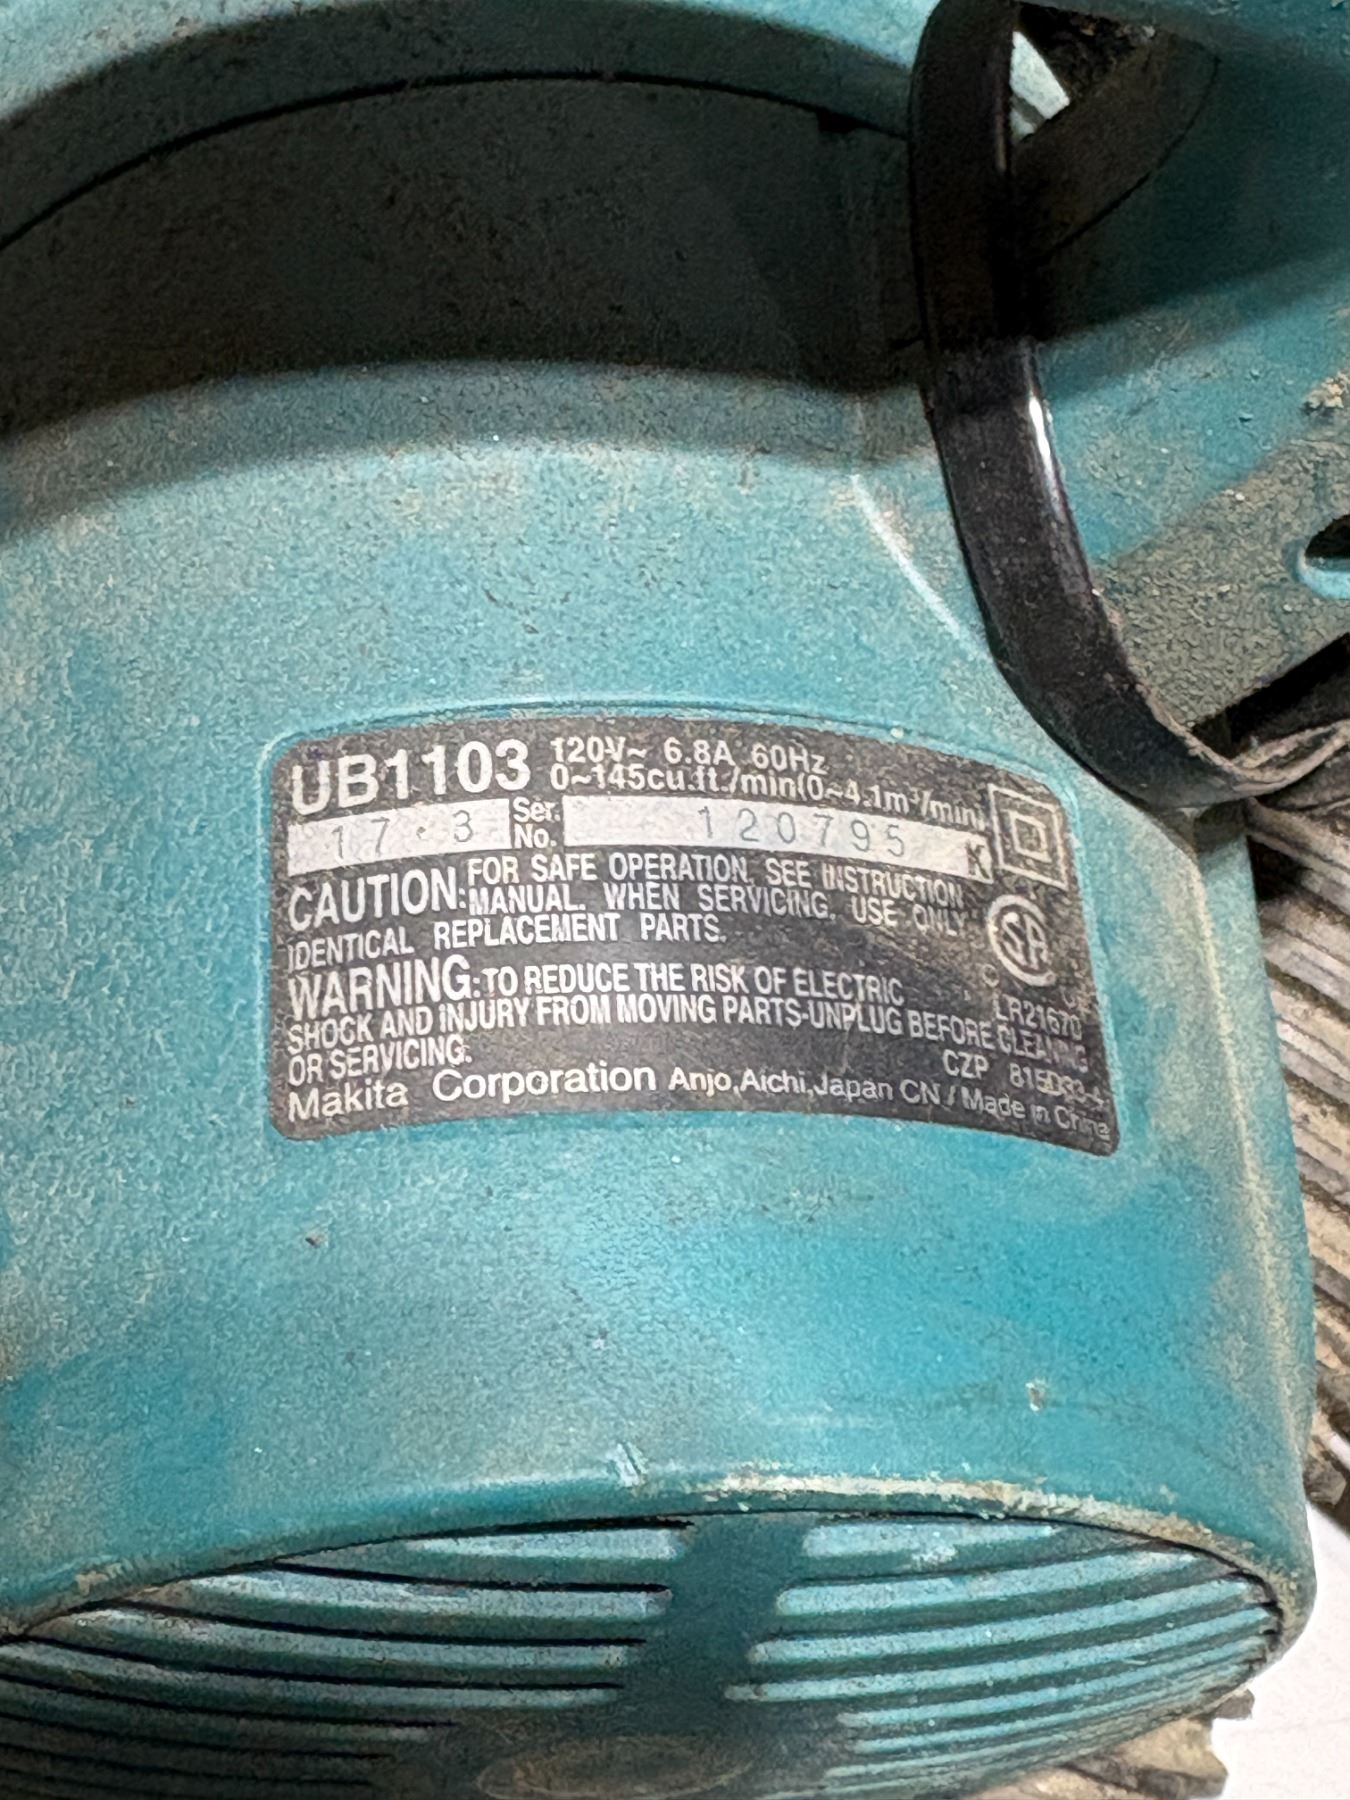 UB1103 120V~ 6.8A 60Hz
0~145cu.ft./min(0~4.1m³/min)
17·3 Ser. No. 120795 K
CAUTION: FOR SAFE OPERATION, SEE INSTRUCTION
MANUAL. WHEN SERVICING, USE ONLY
IDENTICAL REPLACEMENT PARTS.
WARNING: TO REDUCE THE RISK OF ELECTRIC
SHOCK AND INJURY FROM MOVING PARTS-UNPLUG BEFORE CLEANING
OR SERVICING.
SA
LR21670
CZP
Makita Corporation Anjo, Aichi, Japan CN / Made in China